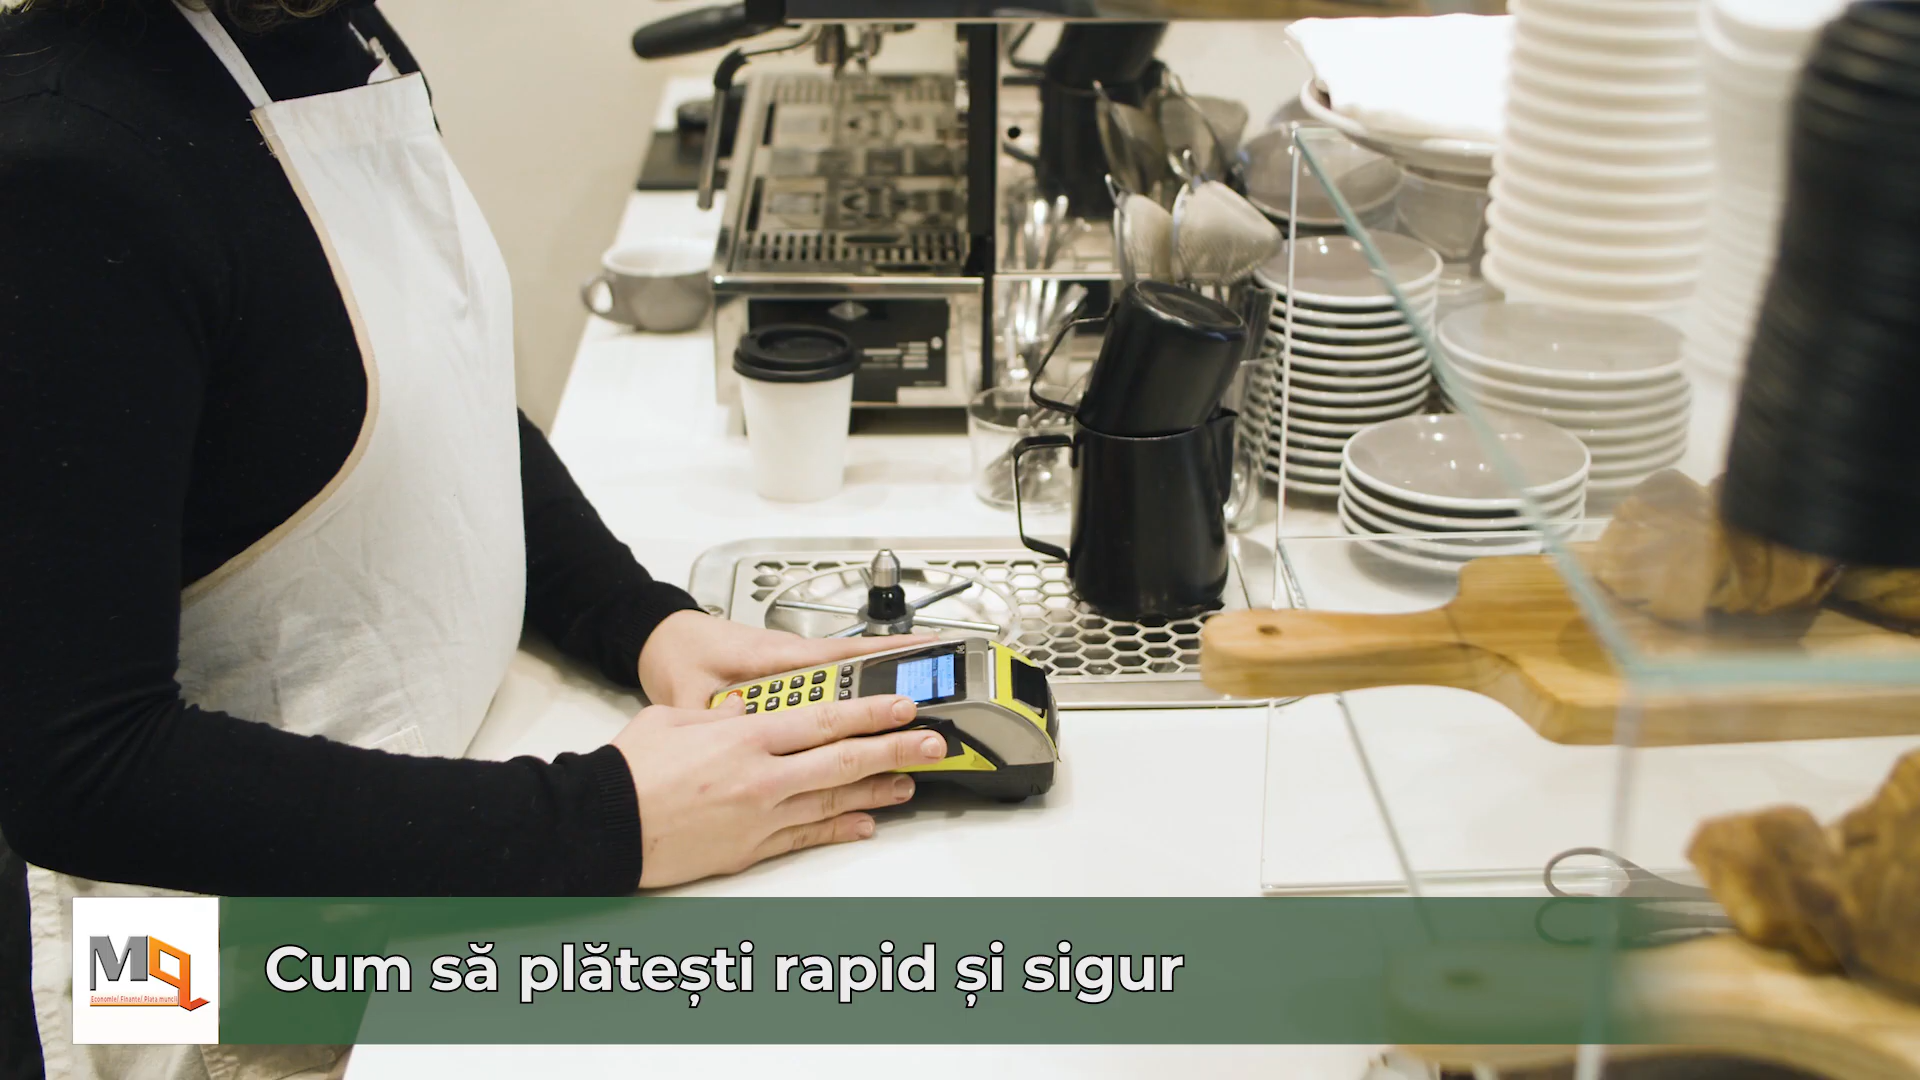 Cum să plătești rapid și sigur
MQ
Economie/ Finanțe/ Piața muncii